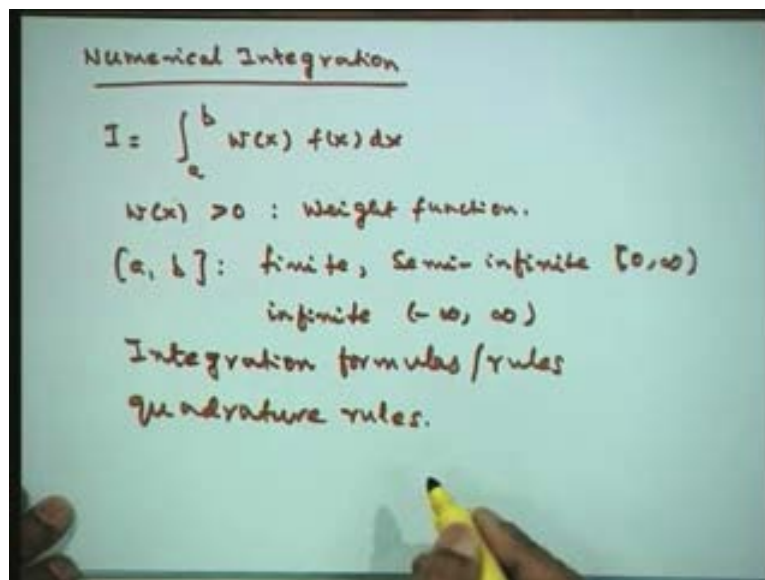 Numerical Integration
I = ∫_a^b w(x) f(x) dx
w(x) > 0 : Weight function.
[a, b] : finite, Semi-infinite [0, ∞)
infinite (-∞, ∞)
Integration formulas/rules
quadrature rules.